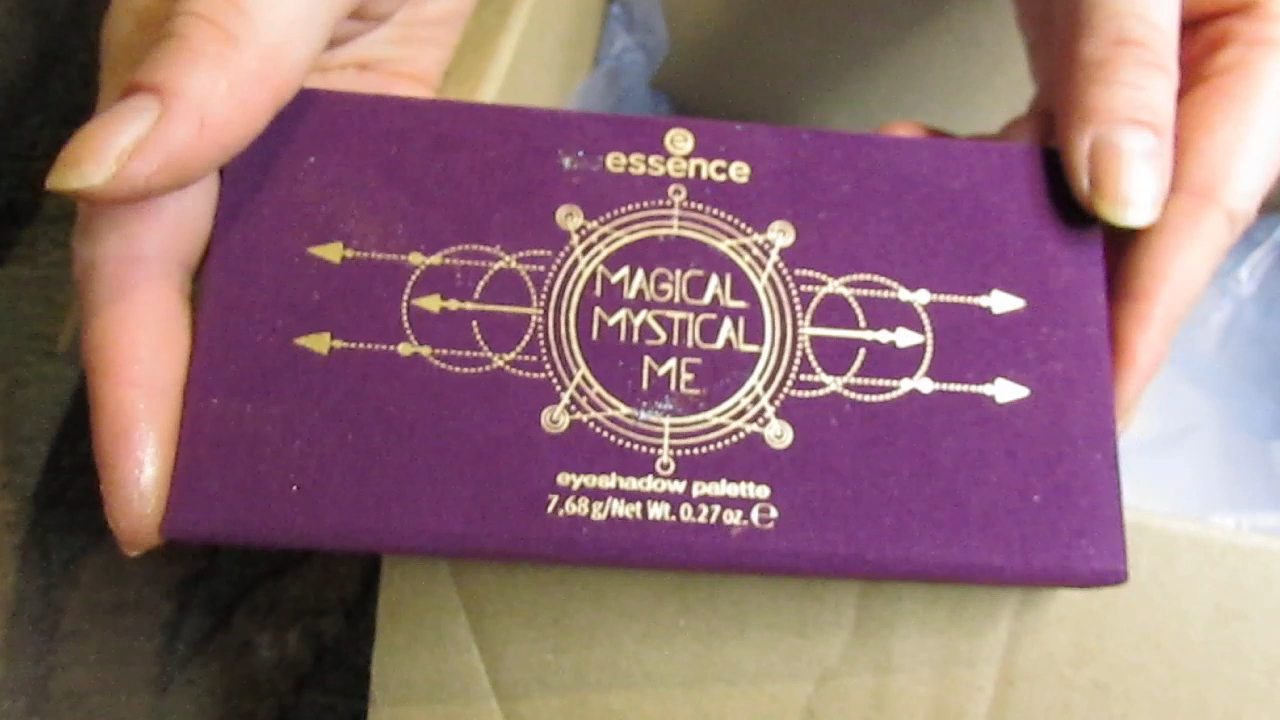 e
essence
MAGICAL
MYSTICAL
ME
eyeshadow palette
7,68 g/Net Wt. 0.27 oz. ℮